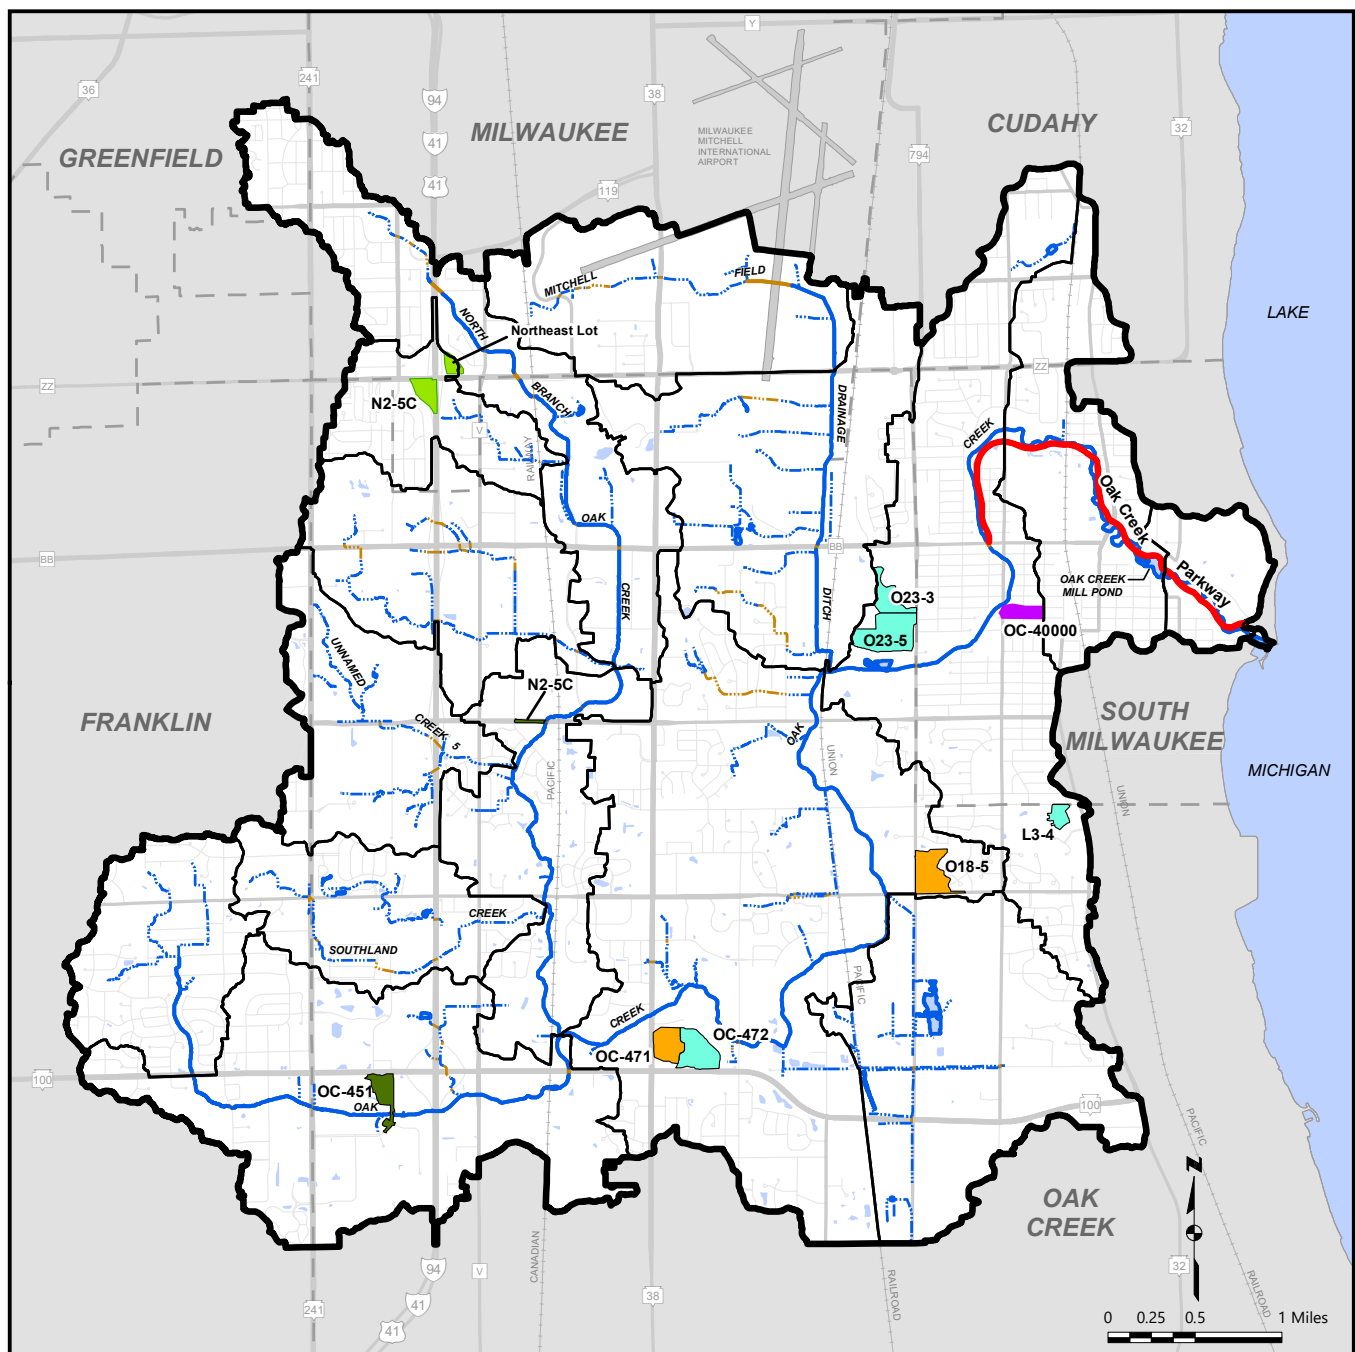 Y
36
241
94
41
41
38
MILWAUKEE
GREENFIELD
MILWAUKEE
MITCHELL
INTERNATIONAL
AIRPORT
CUDAHY
794
32
119
MITCHELL
FIELD
NORTH
Northeast Lot
LAKE
ZZ
ZZ
N2-5C
BRANCH
DRAINAGE
V
RAILWAY
CREEK
Oak Creek
OAK
BB
BB
OAK CREEK
MILL POND
Parkway
CREEK
DITCH
O23-3
O23-5
OC-40000
UNNAMED
N2-5C
FRANKLIN
CREEK 5
OAK
UNION
SOUTH
MILWAUKEE
MICHIGAN
PACIFIC
UNION
L3-4
O18-5
CREEK
SOUTHLAND
PACIFIC
CREEK
OC-472
OC-471
100
OC-451
OAK
100
PACIFIC
N
OAK
CREEK
CANADIAN
94
V
32
RAILROAD
RAILROAD
41
38
241
41
0 0.25 0.5 1 Miles